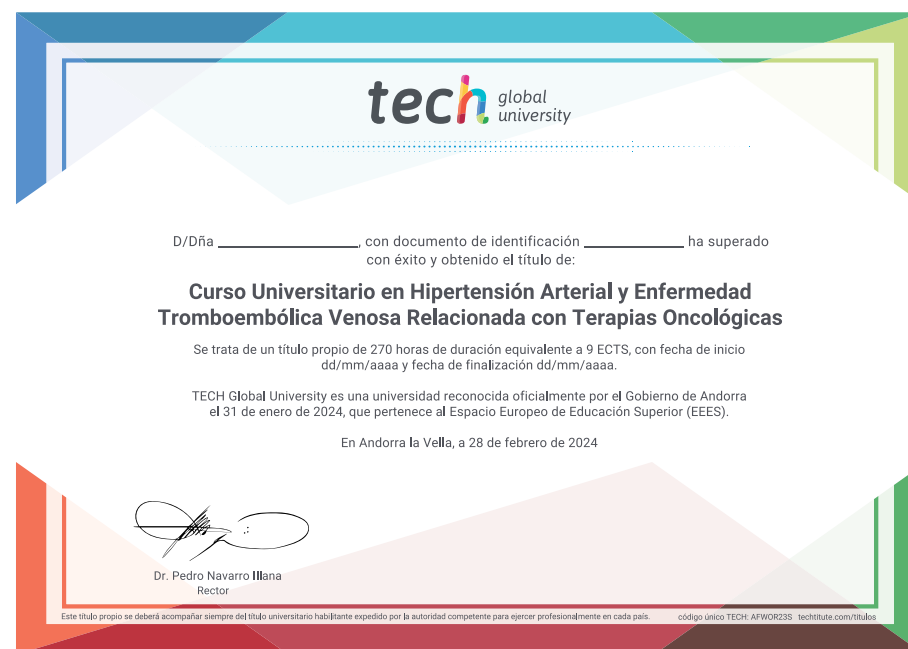 tech global university
D/Dña ____________________, con documento de identificación ______________ ha superado
con éxito y obtenido el título de:
Curso Universitario en Hipertensión Arterial y Enfermedad
Tromboembólica Venosa Relacionada con Terapias Oncológicas
Se trata de un título propio de 270 horas de duración equivalente a 9 ECTS, con fecha de inicio
dd/mm/aaaa y fecha de finalización dd/mm/aaaa.
TECH Global University es una universidad reconocida oficialmente por el Gobierno de Andorra
el 31 de enero de 2024, que pertenece al Espacio Europeo de Educación Superior (EEES).
En Andorra la Vella, a 28 de febrero de 2024
Dr. Pedro Navarro Illana
Rector
Este título propio se deberá acompañar siempre del título universitario habilitante expedido por la autoridad competente para ejercer profesionalmente en cada país. código único TECH: AFWOR23S techtitute.com/titulos